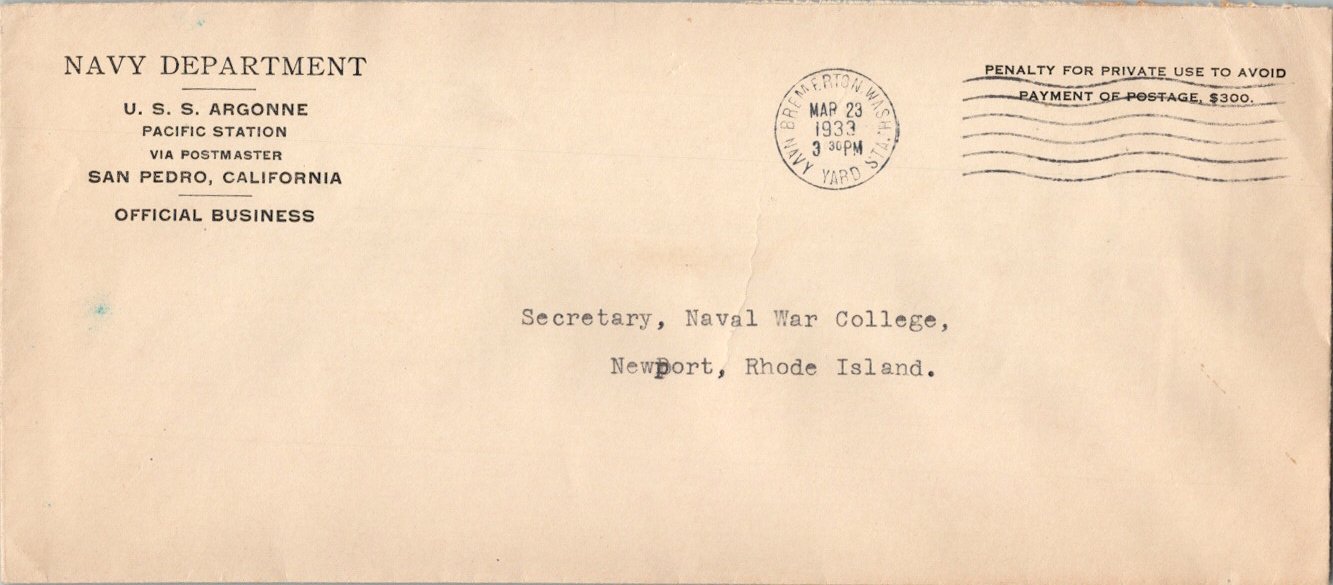 NAVY DEPARTMENT
U. S. S. ARGONNE
PACIFIC STATION
VIA POSTMASTER
SAN PEDRO, CALIFORNIA
OFFICIAL BUSINESS
BREMERTON, WASH.
MAR 23
1933
3 30 PM
NAVY YARD STA.
PENALTY FOR PRIVATE USE TO AVOID
PAYMENT OF POSTAGE, $300.
Secretary, Naval War College,
Newport, Rhode Island.